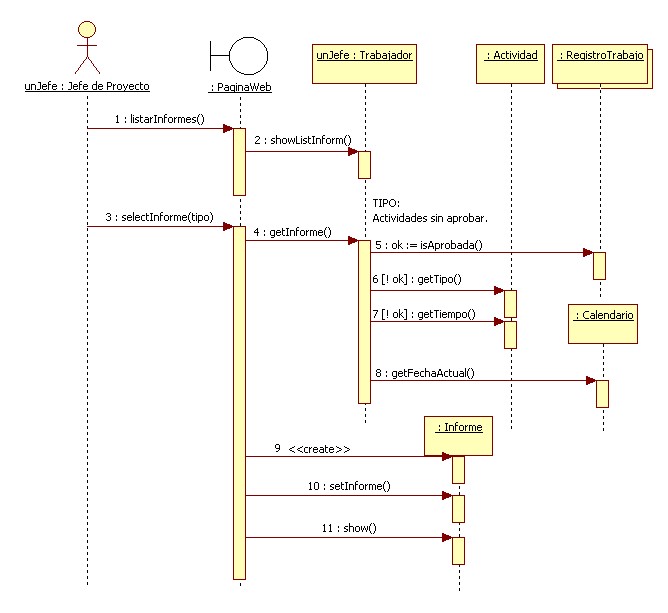 unJefe : Jefe de Proyecto
: PaginaWeb
unJefe : Trabajador
: Actividad
: RegistroTrabajo
1 : listarInformes()
2 : showListInform()
TIPO:
Actividades sin aprobar.
3 : selectInforme(tipo)
4 : getInforme()
5 : ok := isAprobada()
6 [! ok] : getTipo()
7 [! ok] : getTiempo()
: Calendario
8 : getFechaActual()
: Informe
9 <<create>>
10 : setInforme()
11 : show()